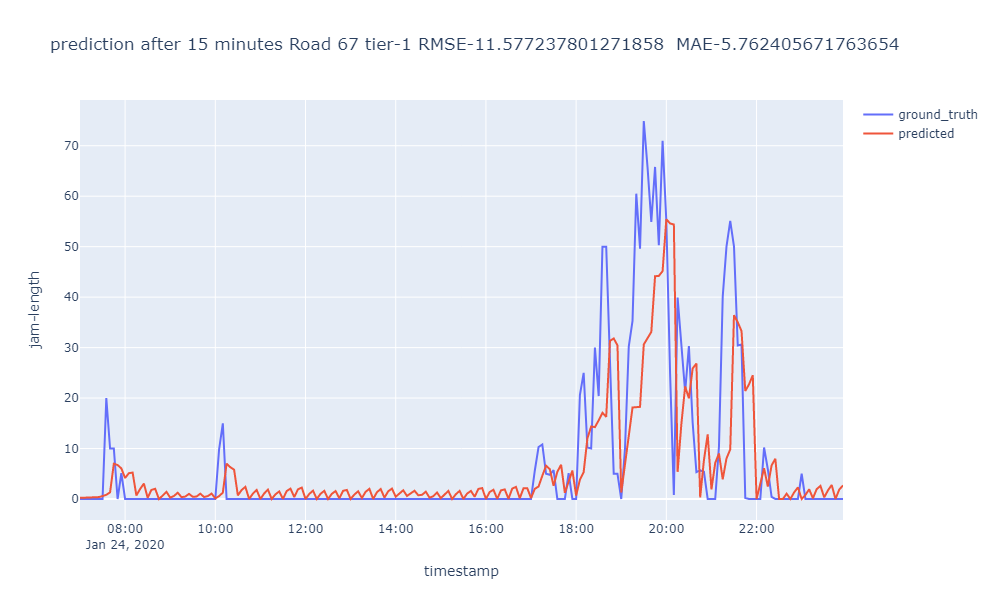 prediction after 15 minutes Road 67 tier-1 RMSE-11.577237801271858  MAE-5.762405671763654
ground_truth
predicted
70
60
50
40
30
20
10
0
jam-length
08:00 10:00 12:00 14:00 16:00 18:00 20:00 22:00
Jan 24, 2020
timestamp